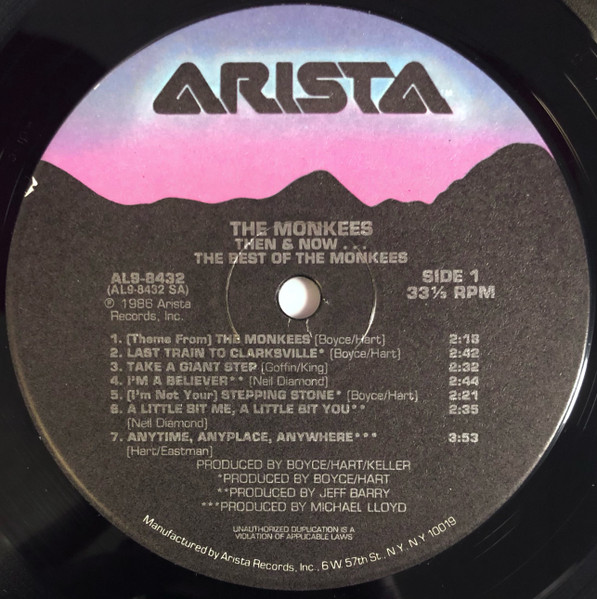 ARISTA™
THE MONKEES
THEN & NOW . . .
THE BEST OF THE MONKEES
AL9-8432
(AL9-8432 SA)
℗ 1986 Arista
Records, Inc.
SIDE 1
33⅓ RPM
1. (Theme From) THE MONKEES (Boyce/Hart) 2:18
2. LAST TRAIN TO CLARKSVILLE* (Boyce/Hart) 2:42
3. TAKE A GIANT STEP (Goffin/King) 2:32
4. I'M A BELIEVER** (Neil Diamond) 2:44
5. (I'm Not Your) STEPPING STONE* (Boyce/Hart) 2:21
6. A LITTLE BIT ME, A LITTLE BIT YOU** 2:35
(Neil Diamond)
7. ANYTIME, ANYPLACE, ANYWHERE*** 3:53
(Hart/Eastman)
PRODUCED BY BOYCE/HART/KELLER
*PRODUCED BY BOYCE/HART
**PRODUCED BY JEFF BARRY
***PRODUCED BY MICHAEL LLOYD
UNAUTHORIZED DUPLICATION IS A
VIOLATION OF APPLICABLE LAWS
Manufactured by Arista Records, Inc., 6 W 57th St., N.Y., N.Y. 10019